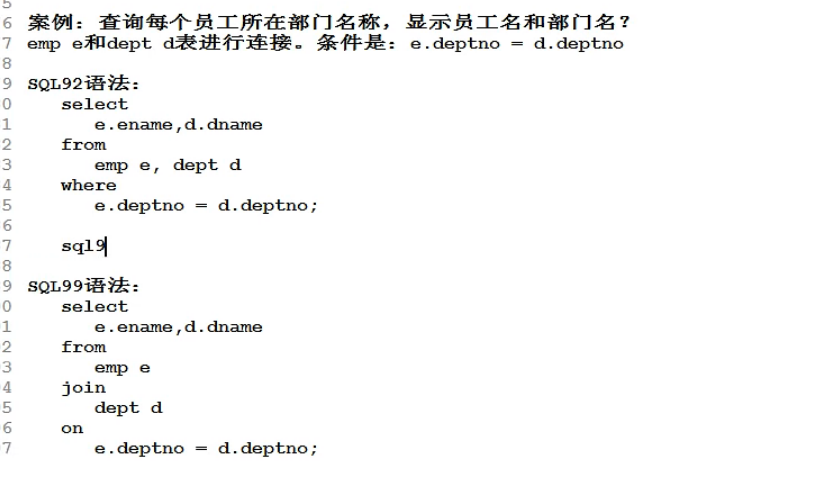 5
6 案例：查询每个员工所在部门名称，显示员工名和部门名？
7 emp e和dept d表进行连接。条件是：e.deptno = d.deptno
8
9 SQL92语法：
0 select
1 e.ename,d.dname
2 from
3 emp e, dept d
4 where
5 e.deptno = d.deptno;
6
7 sql9
8
9 SQL99语法：
0 select
1 e.ename,d.dname
2 from
3 emp e
4 join
5 dept d
6 on
7 e.deptno = d.deptno;